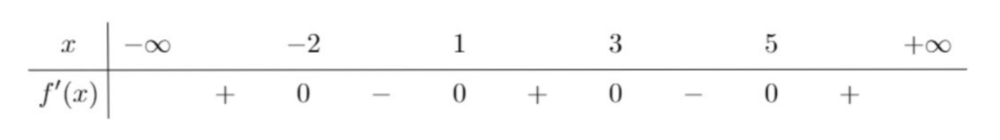 x −∞ −2 1 3 5 +∞
f′(x) + 0 − 0 + 0 − 0 +